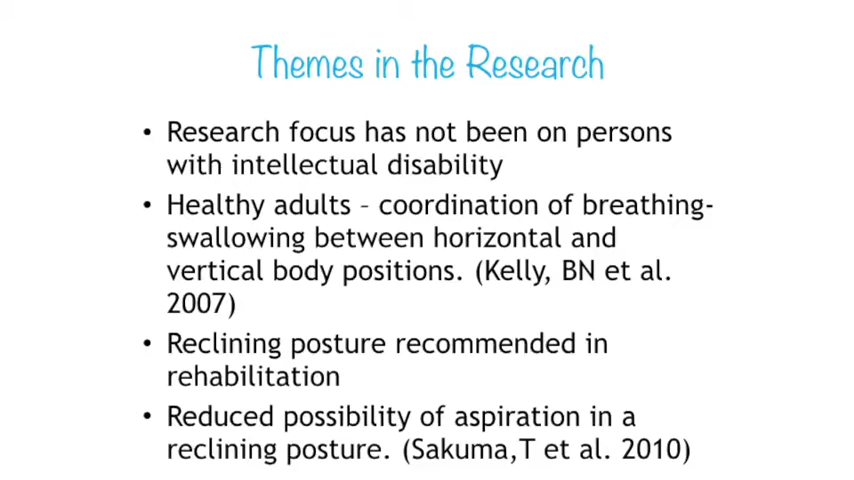 Themes in the Research
• Research focus has not been on persons
with intellectual disability
• Healthy adults – coordination of breathing-
swallowing between horizontal and
vertical body positions. (Kelly, BN et al.
2007)
• Reclining posture recommended in
rehabilitation
• Reduced possibility of aspiration in a
reclining posture. (Sakuma,T et al. 2010)